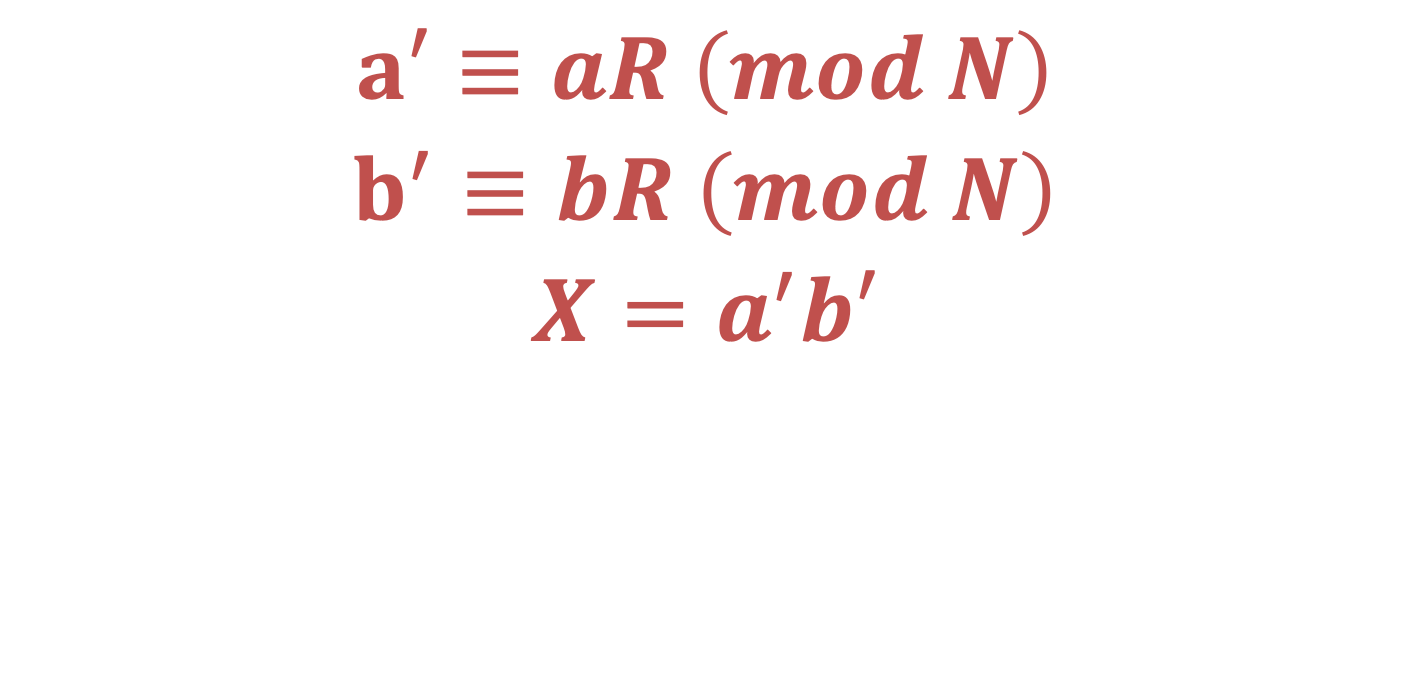 a′ ≡ aR (mod N)
b′ ≡ bR (mod N)
X = a′b′